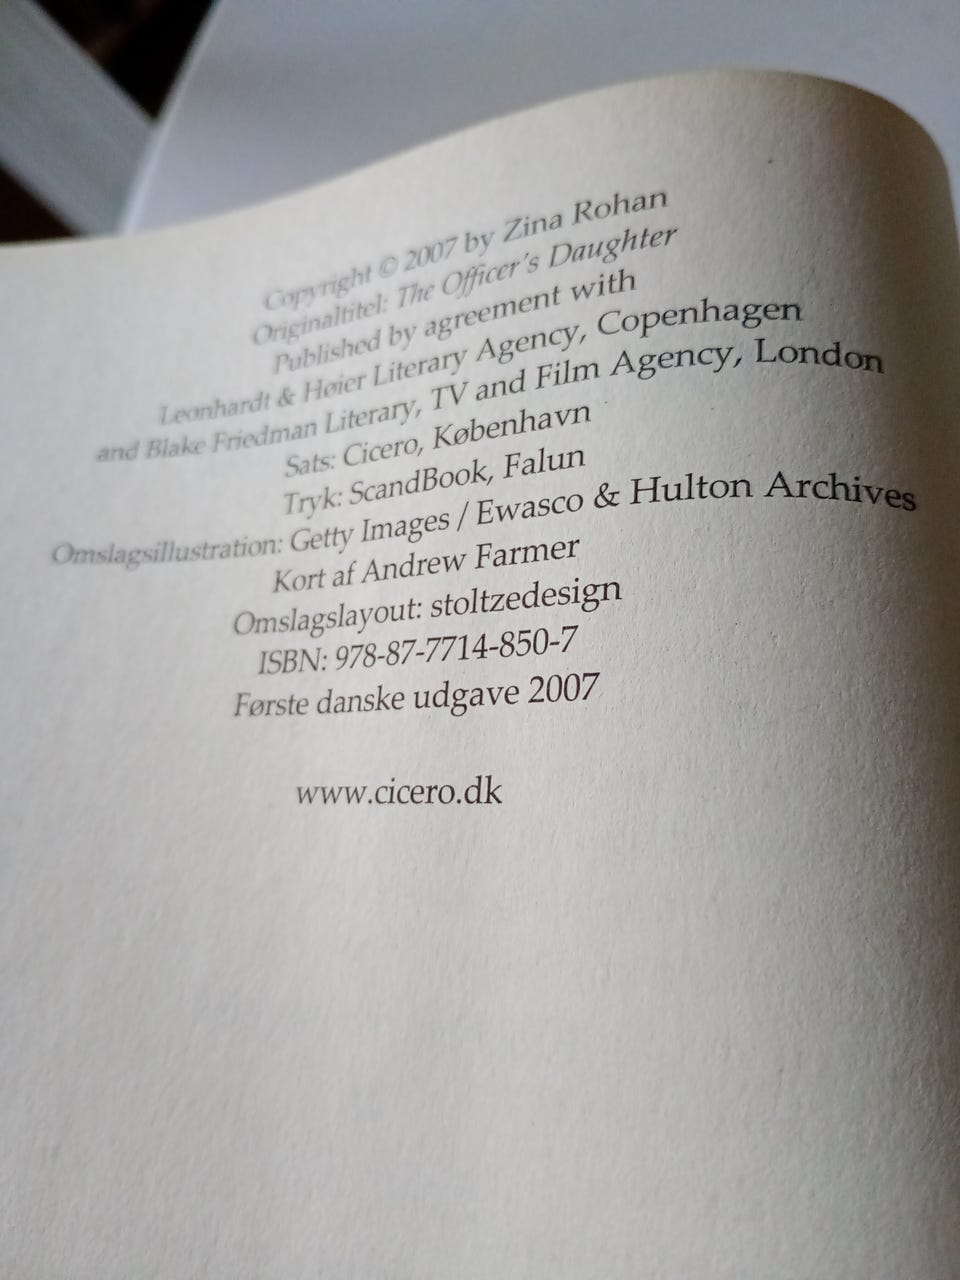 Copyright © 2007 by Zina Rohan
Originaltitel: The Officer's Daughter
Published by agreement with
Leonhardt & Høier Literary Agency, Copenhagen
and Blake Friedman Literary, TV and Film Agency, London
Sats: Cicero, København
Tryk: ScandBook, Falun
Omslagsillustration: Getty Images / Ewasco & Hulton Archives
Kort af Andrew Farmer
Omslagslayout: stoltzedesign
ISBN: 978-87-7714-850-7
Første danske udgave 2007
www.cicero.dk